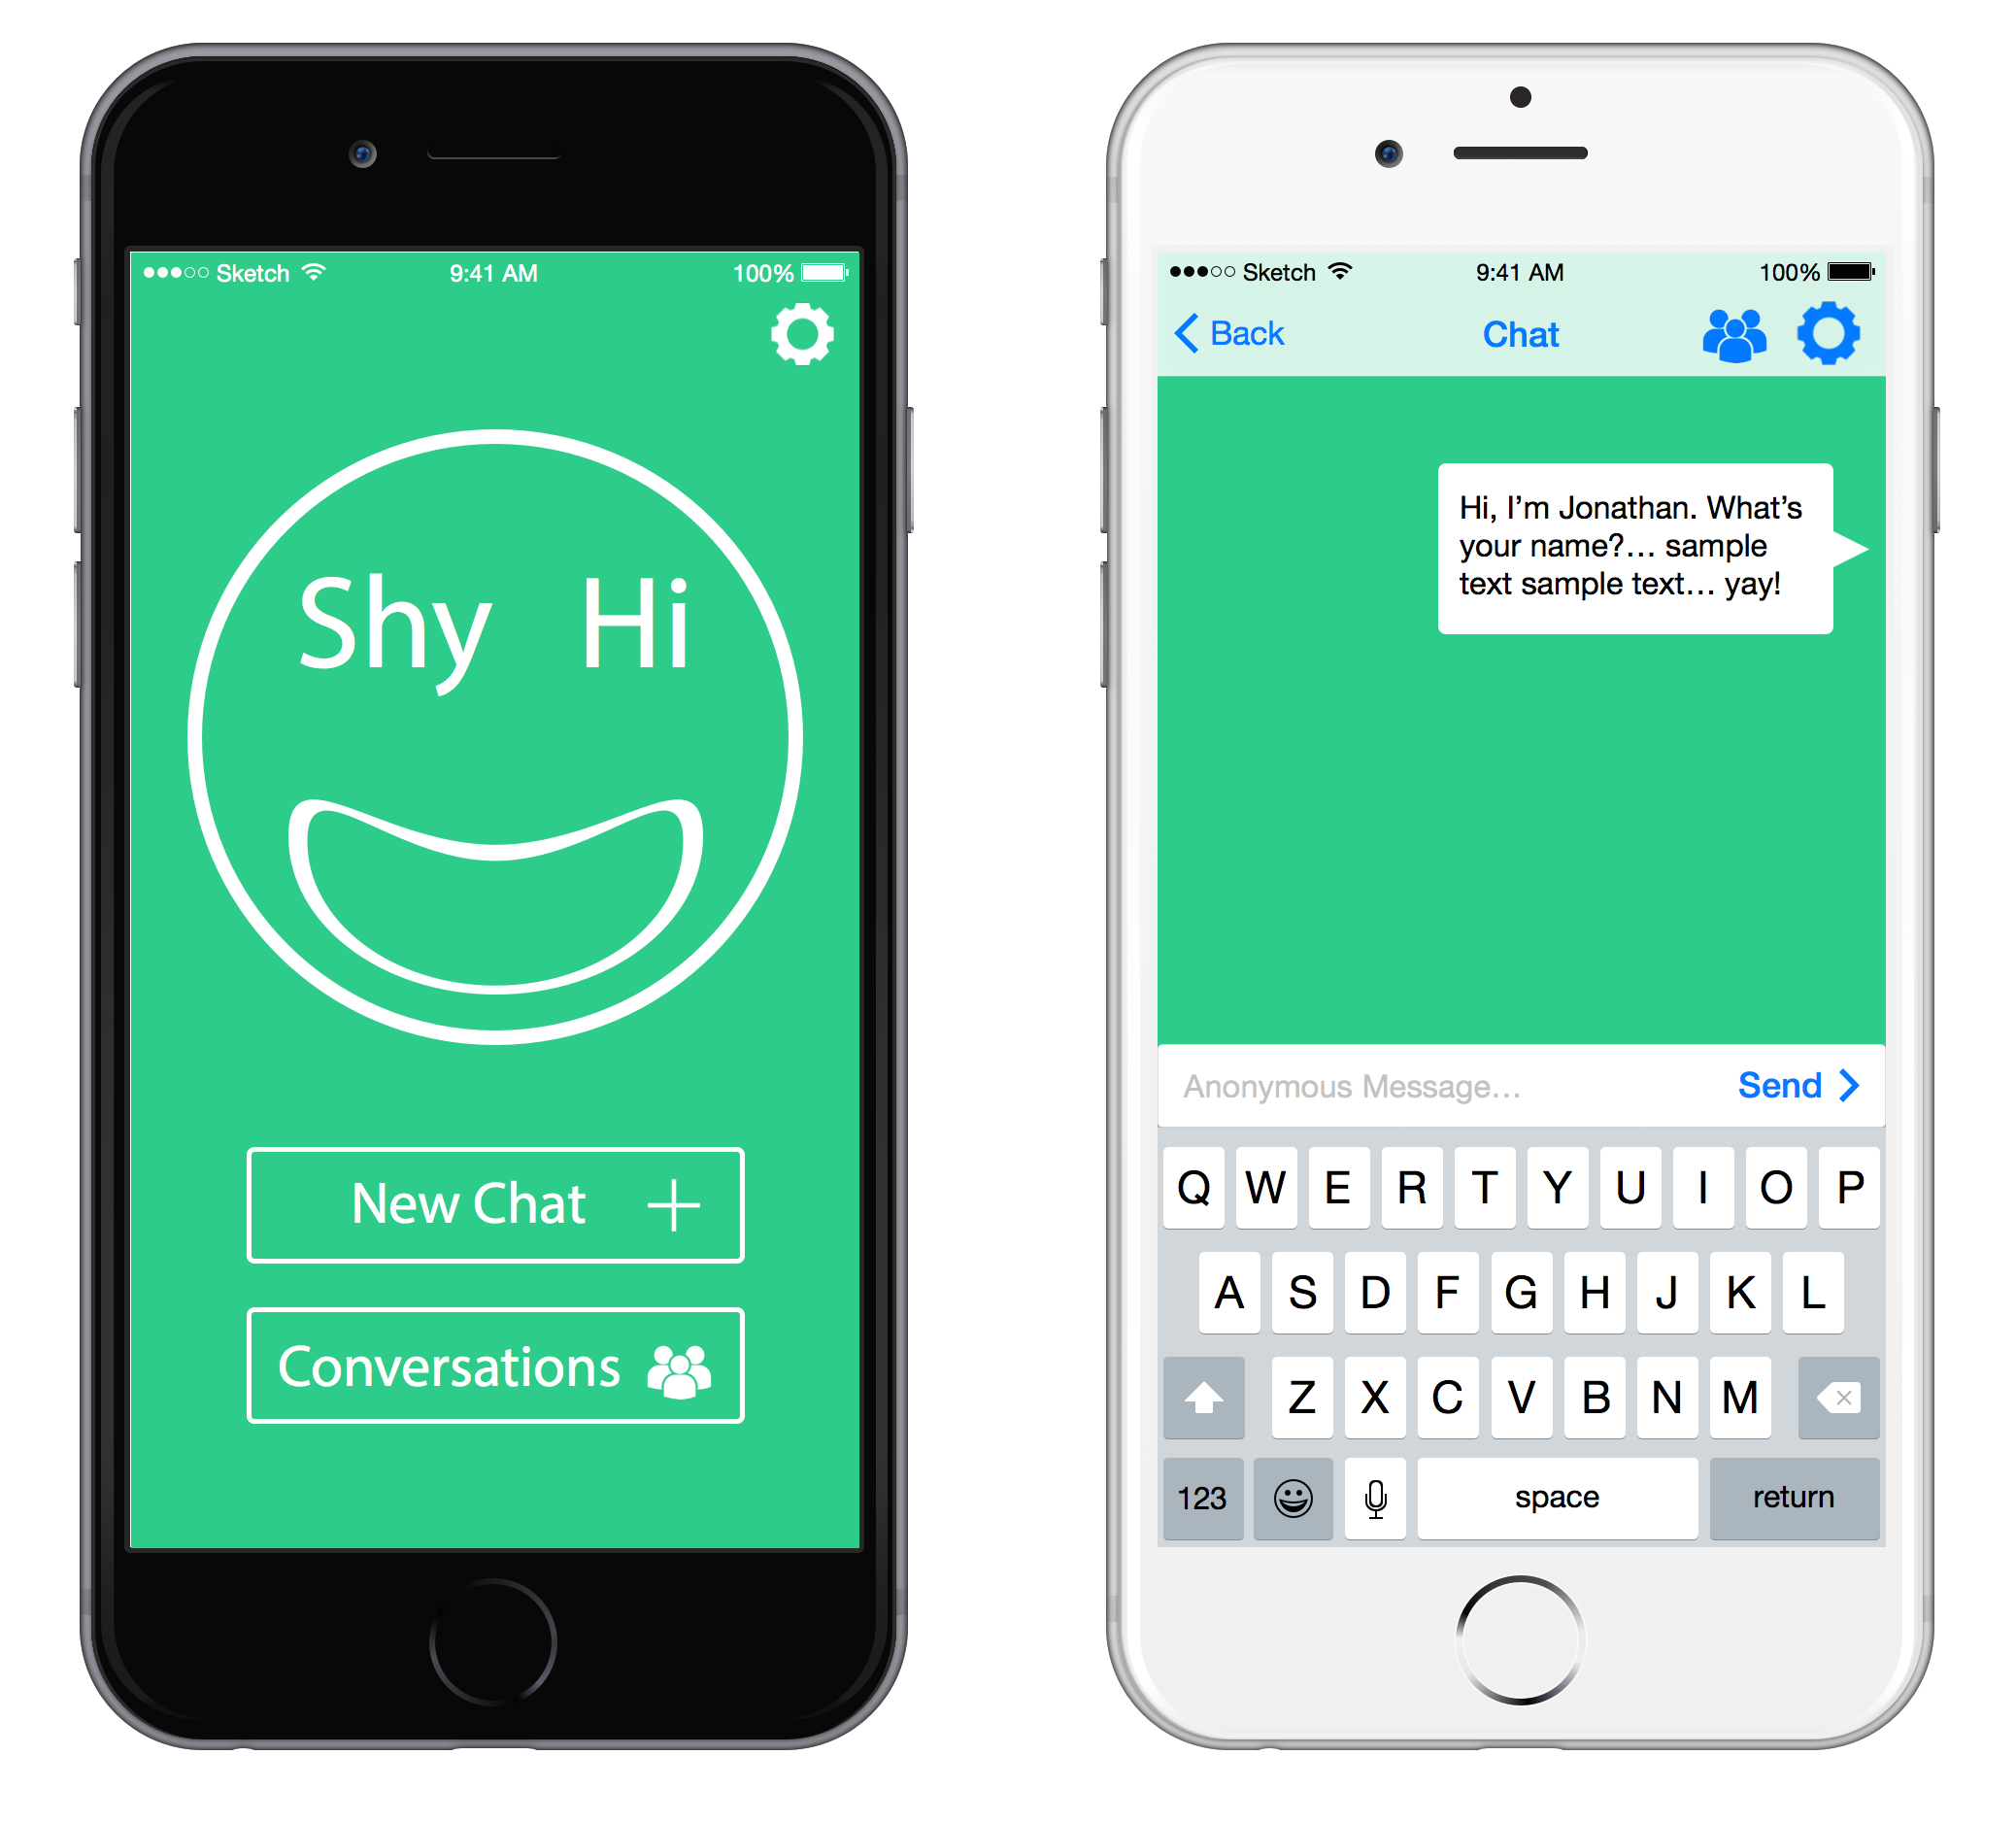 Sketch 9:41 AM 100%
Shy Hi
New Chat
Conversations
Sketch 9:41 AM 100%
Back Chat
Hi, I’m Jonathan. What’s
your name?... sample
text sample text... yay!
Anonymous Message... Send
Q W E R T Y U I O P
A S D F G H J K L
Z X C V B N M
123 space return